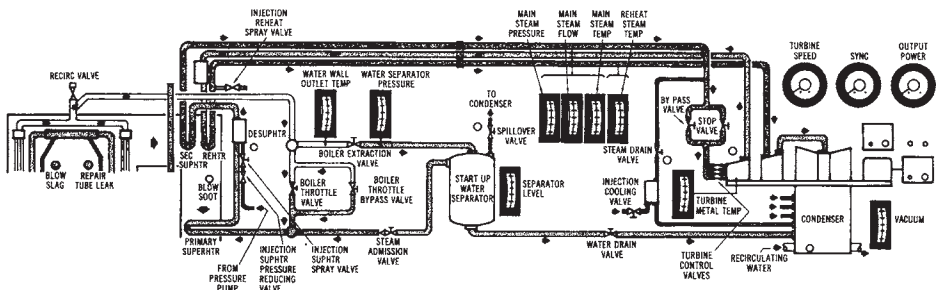 INJECTION
REHEAT
SPRAY VALVE
RECIRC VALVE
WATER WALL
OUTLET TEMP
WATER SEPARATOR
PRESSURE
MAIN
STEAM
PRESSURE
MAIN
STEAM
FLOW
MAIN
STEAM
TEMP
REHEAT
STEAM
TEMP
TURBINE
SPEED
SYNC
OUTPUT
POWER
TO
CONDENSER
SPILLOVER
VALVE
BY PASS
VALVE
STOP
VALVE
STEAM DRAIN
VALVE
BLOW
SLAG
REPAIR
TUBE LEAK
SEC
SUPHTR
REHTR
DESUPHTR
BLOW
SOOT
BOILER EXTRACTION
VALVE
BOILER
THROTTLE
VALVE
BOILER
THROTTLE
BYPASS VALVE
START UP
WATER
SEPARATOR
SEPARATOR
LEVEL
INJECTION
COOLING
VALVE
TURBINE
METAL TEMP
CONDENSER
VACUUM
PRIMARY
SUPERHTR
FROM
PRESSURE
PUMP
INJECTION
SUPHTR
PRESSURE
REDUCING
VALVE
INJECTION
SUPHTR
SPRAY VALVE
STEAM
ADMISSION
VALVE
WATER DRAIN
VALVE
TURBINE
CONTROL
VALVES
RECIRCULATING
WATER